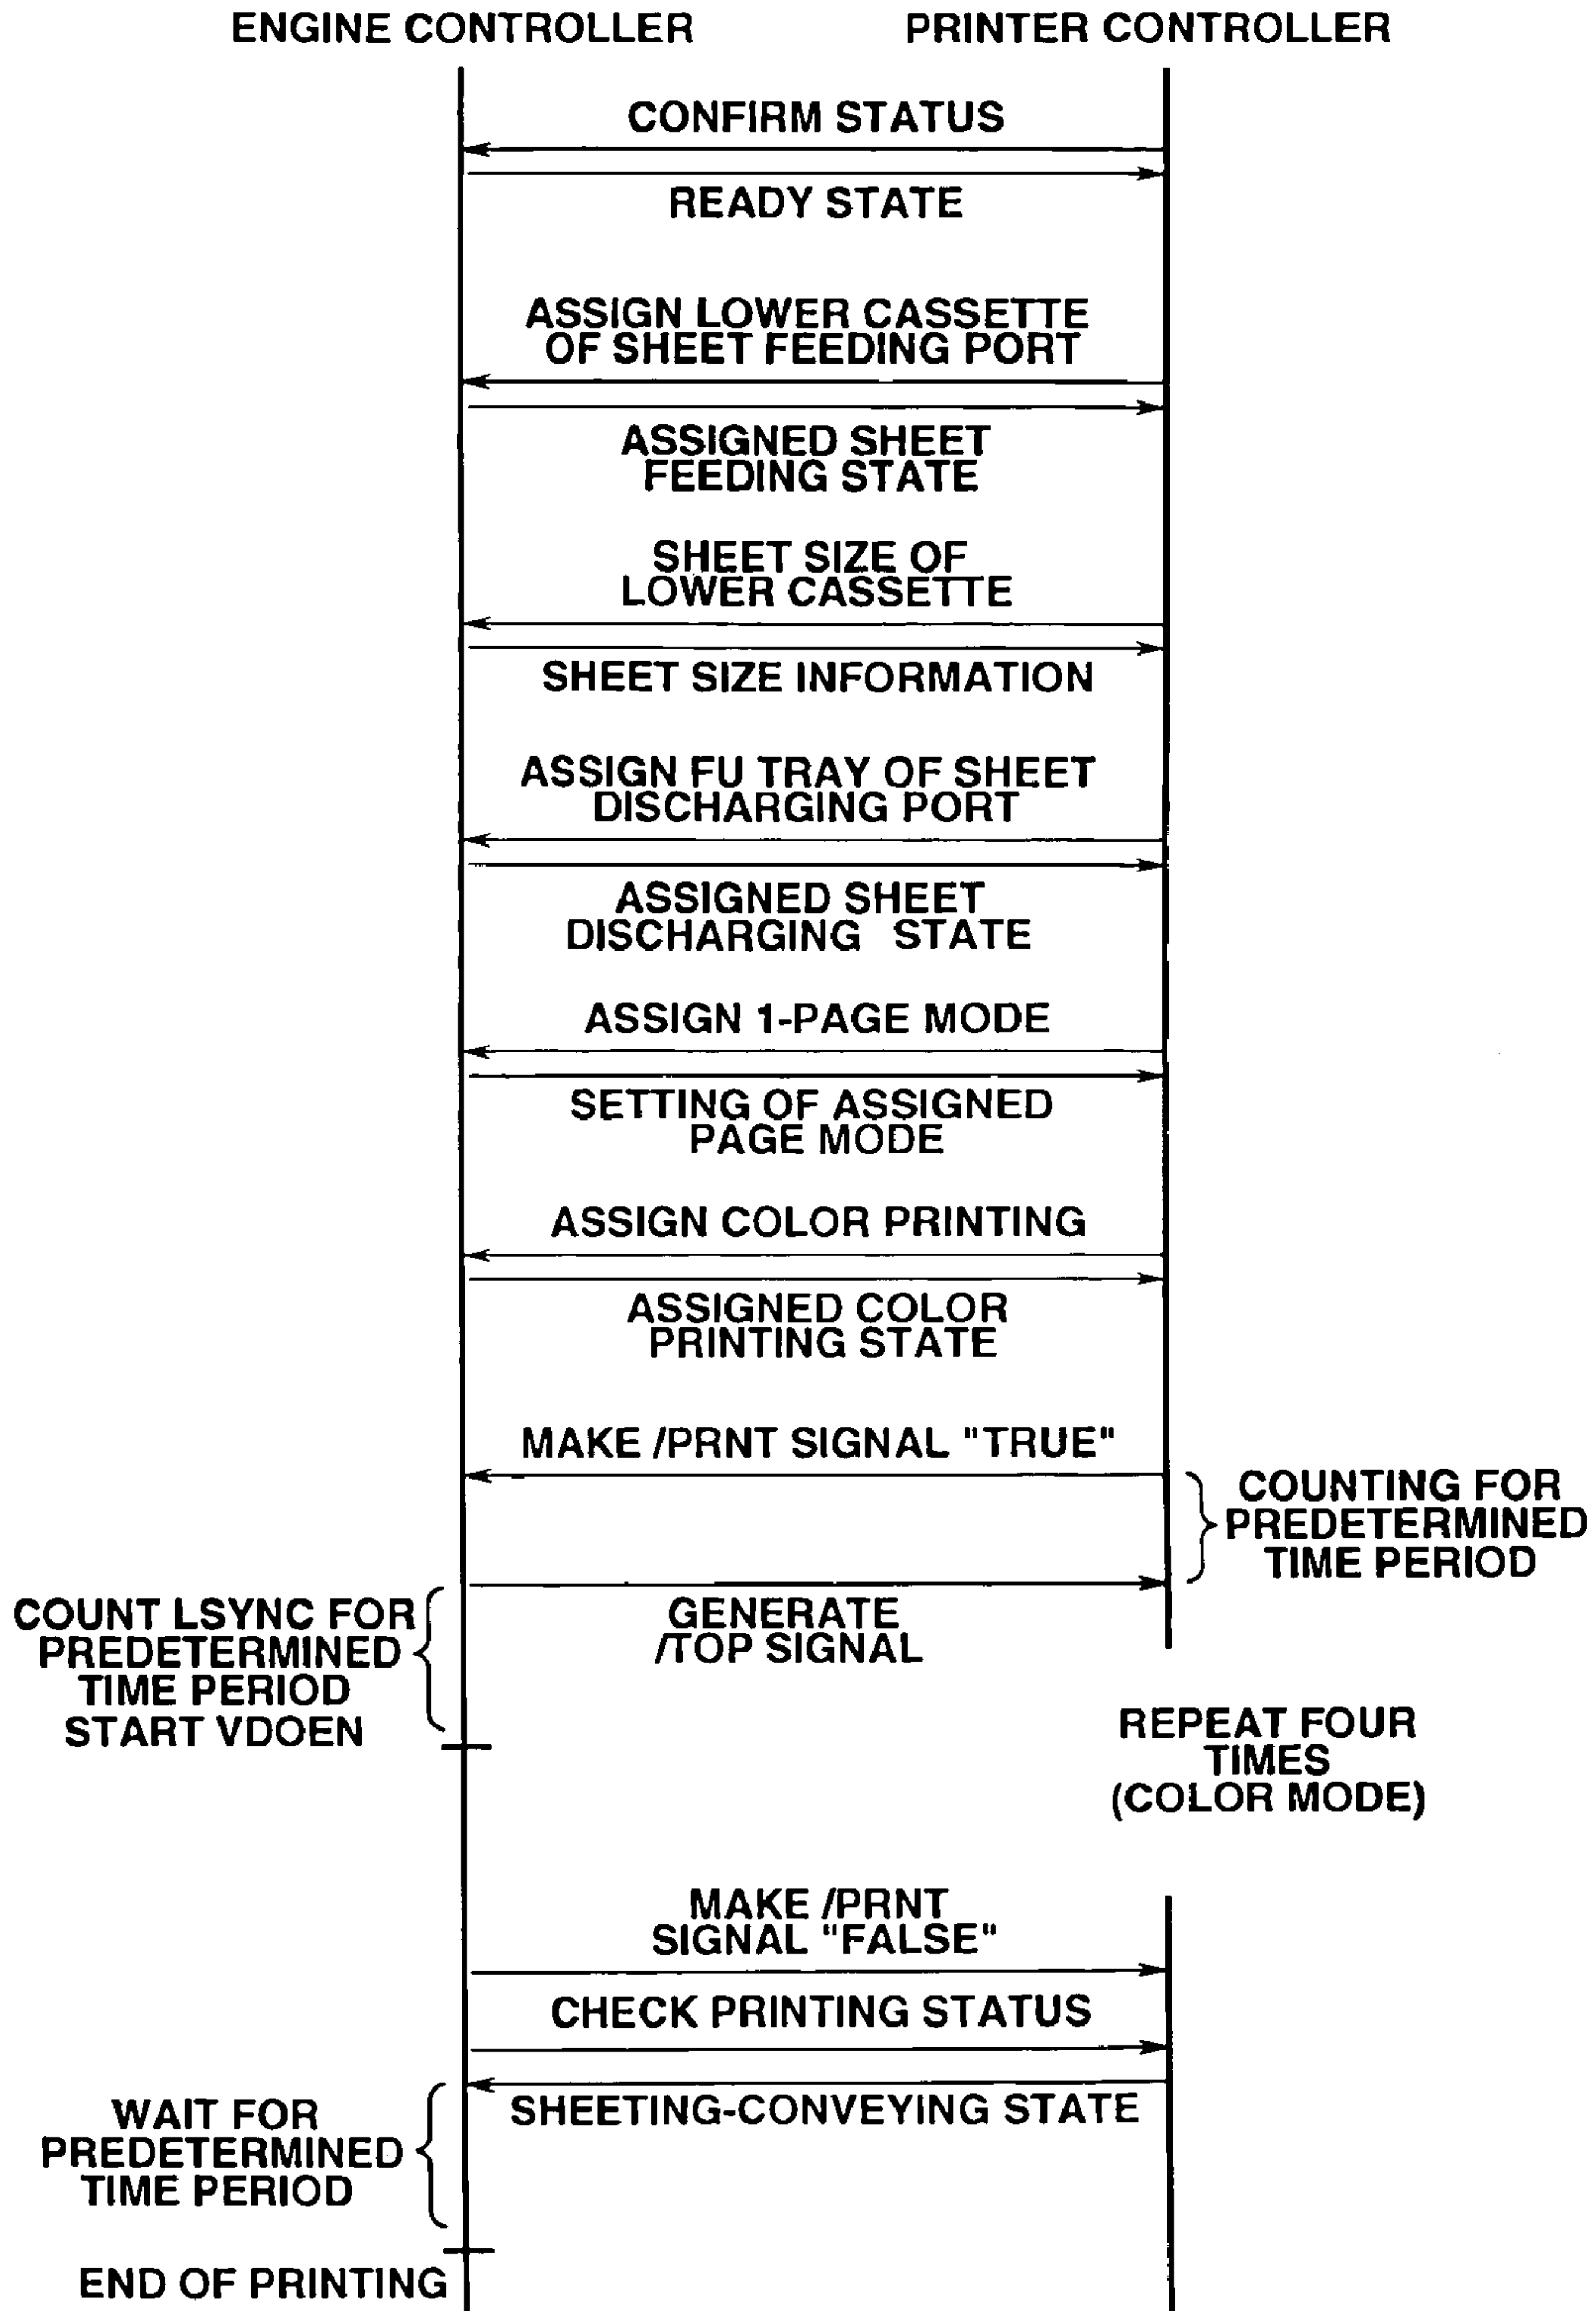 ENGINE CONTROLLER
PRINTER CONTROLLER
CONFIRM STATUS
READY STATE
ASSIGN LOWER CASSETTE
OF SHEET FEEDING PORT
ASSIGNED SHEET
FEEDING STATE
SHEET SIZE OF
LOWER CASSETTE
SHEET SIZE INFORMATION
ASSIGN FU TRAY OF SHEET
DISCHARGING PORT
ASSIGNED SHEET
DISCHARGING STATE
ASSIGN 1-PAGE MODE
SETTING OF ASSIGNED
PAGE MODE
ASSIGN COLOR PRINTING
ASSIGNED COLOR
PRINTING STATE
MAKE /PRNT SIGNAL "TRUE"
COUNTING FOR
PREDETERMINED
TIME PERIOD
GENERATE
/TOP SIGNAL
COUNT LSYNC FOR
PREDETERMINED
TIME PERIOD
START VDOEN
REPEAT FOUR
TIMES
(COLOR MODE)
MAKE /PRNT
SIGNAL "FALSE"
CHECK PRINTING STATUS
SHEETING-CONVEYING STATE
WAIT FOR
PREDETERMINED
TIME PERIOD
END OF PRINTING